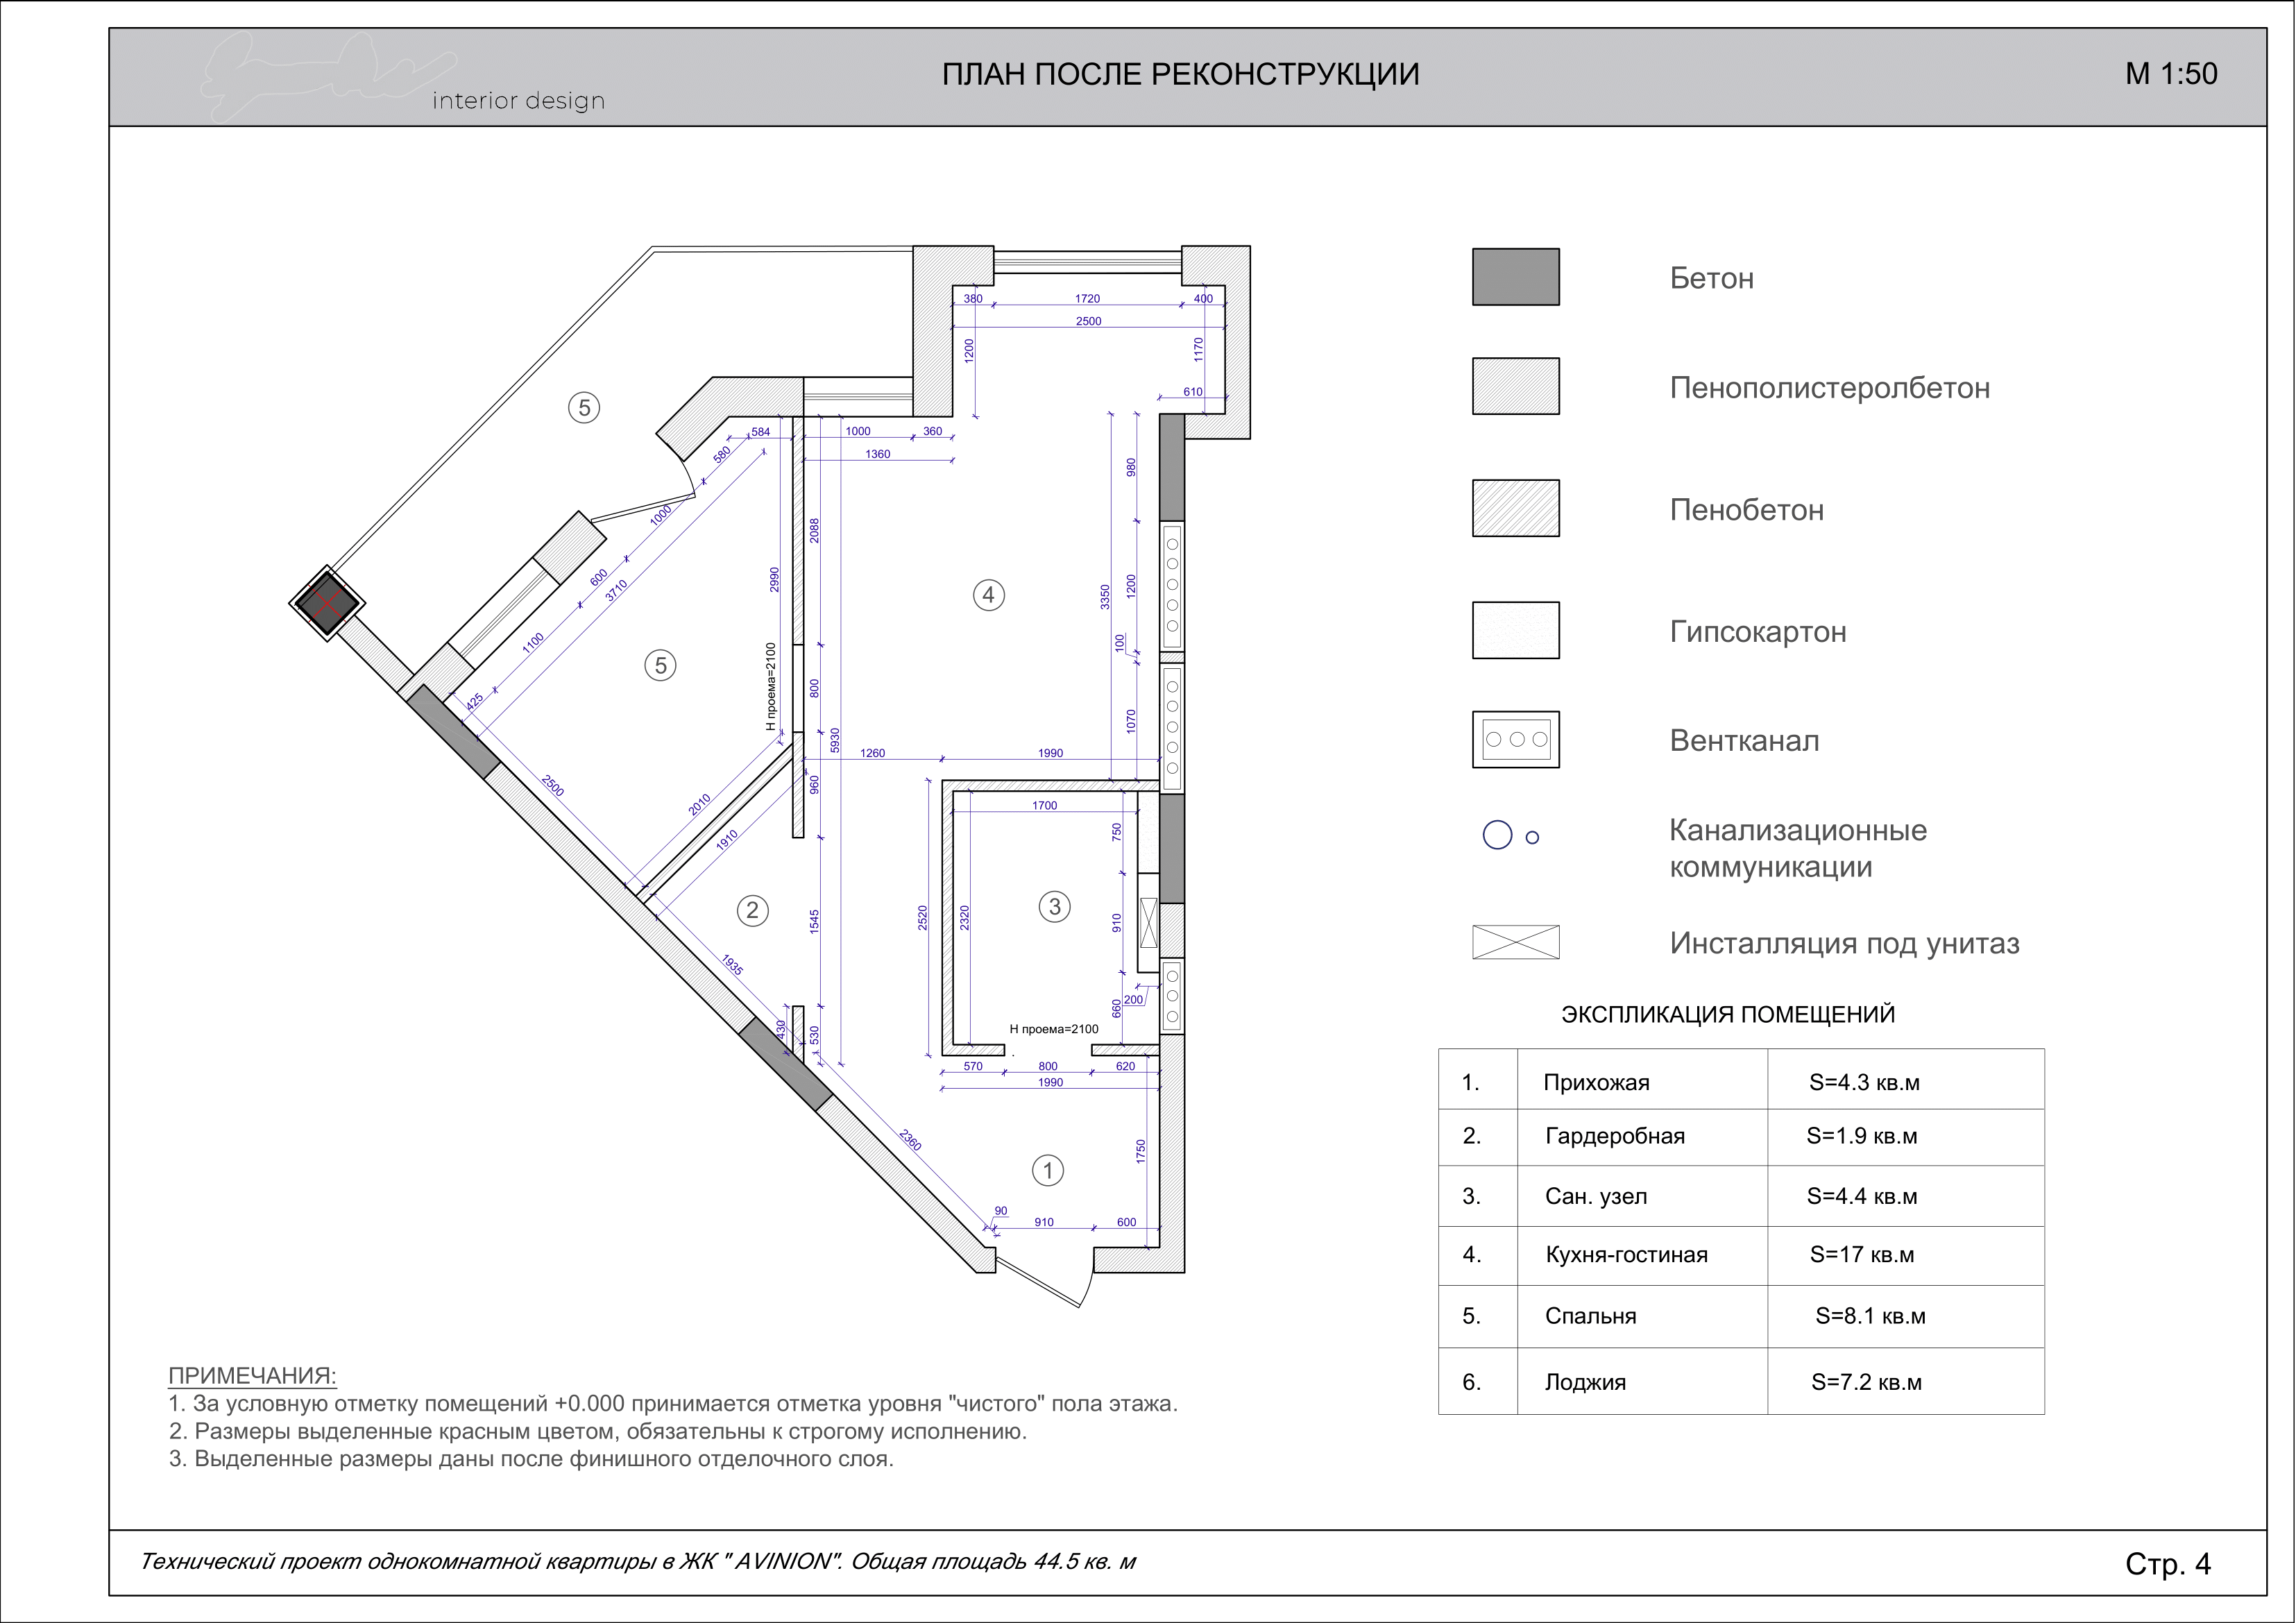 interior design
ПЛАН ПОСЛЕ РЕКОНСТРУКЦИИ
М 1:50
380
1720
400
2500
1200
1170
610
584
1000
360
1360
580
980
5
1000
2088
600
3710
2990
4
3350
1200
1100
100
5
Н проема=2100
800
425
1070
5930
1260
1990
2500
960
2010
1700
750
1910
2
3
1545
2520
2320
910
1935
200
660
430
530
Н проема=2100
570
800
620
1990
2360
1750
1
90
910
600
Бетон
Пенополистеролбетон
Пенобетон
Гипсокартон
Вентканал
Канализационные
коммуникации
Инсталляция под унитаз
ЭКСПЛИКАЦИЯ ПОМЕЩЕНИЙ
1. Прихожая S=4.3 кв.м
2. Гардеробная S=1.9 кв.м
3. Сан. узел S=4.4 кв.м
4. Кухня-гостиная S=17 кв.м
5. Спальня S=8.1 кв.м
6. Лоджия S=7.2 кв.м
ПРИМЕЧАНИЯ:
1. За условную отметку помещений +0.000 принимается отметка уровня "чистого" пола этажа.
2. Размеры выделенные красным цветом, обязательны к строгому исполнению.
3. Выделенные размеры даны после финишного отделочного слоя.
Технический проект однокомнатной квартиры в ЖК " AVINION". Общая площадь 44.5 кв. м
Стр. 4